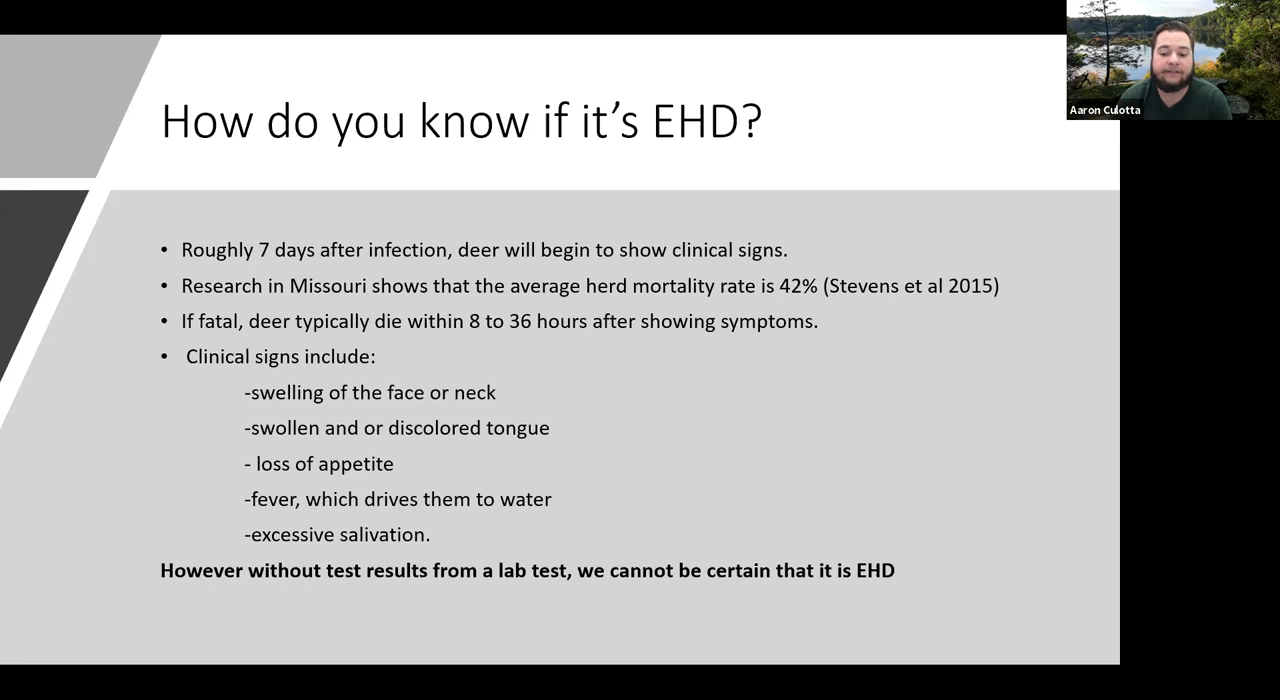 Aaron Culotta
How do you know if it’s EHD?
• Roughly 7 days after infection, deer will begin to show clinical signs.
• Research in Missouri shows that the average herd mortality rate is 42% (Stevens et al 2015)
• If fatal, deer typically die within 8 to 36 hours after showing symptoms.
• Clinical signs include:
-swelling of the face or neck
-swollen and or discolored tongue
- loss of appetite
-fever, which drives them to water
-excessive salivation.
However without test results from a lab test, we cannot be certain that it is EHD